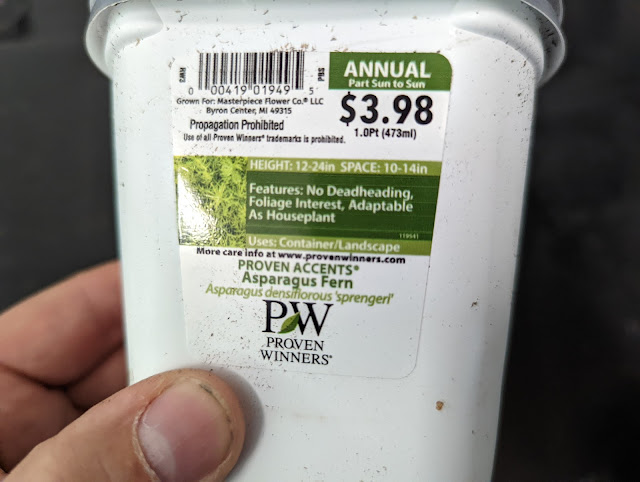 ANNUAL
Part Sun to Sun
RW3
PBS
0 00419 01949 5
$3.98
1.0Pt (473ml)
Grown For: Masterpiece Flower Co.® LLC
Byron Center, MI 49315
Propagation Prohibited
Use of all Proven Winners® trademarks is prohibited.
HEIGHT: 12-24in SPACE: 10-14in
Features: No Deadheading,
Foliage Interest, Adaptable
As Houseplant
119541
Uses: Container/Landscape
More care info at www.provenwinners.com
PROVEN ACCENTS®
Asparagus Fern
Asparagus densiflorous 'sprengeri'
PW
PROVEN
WINNERS®